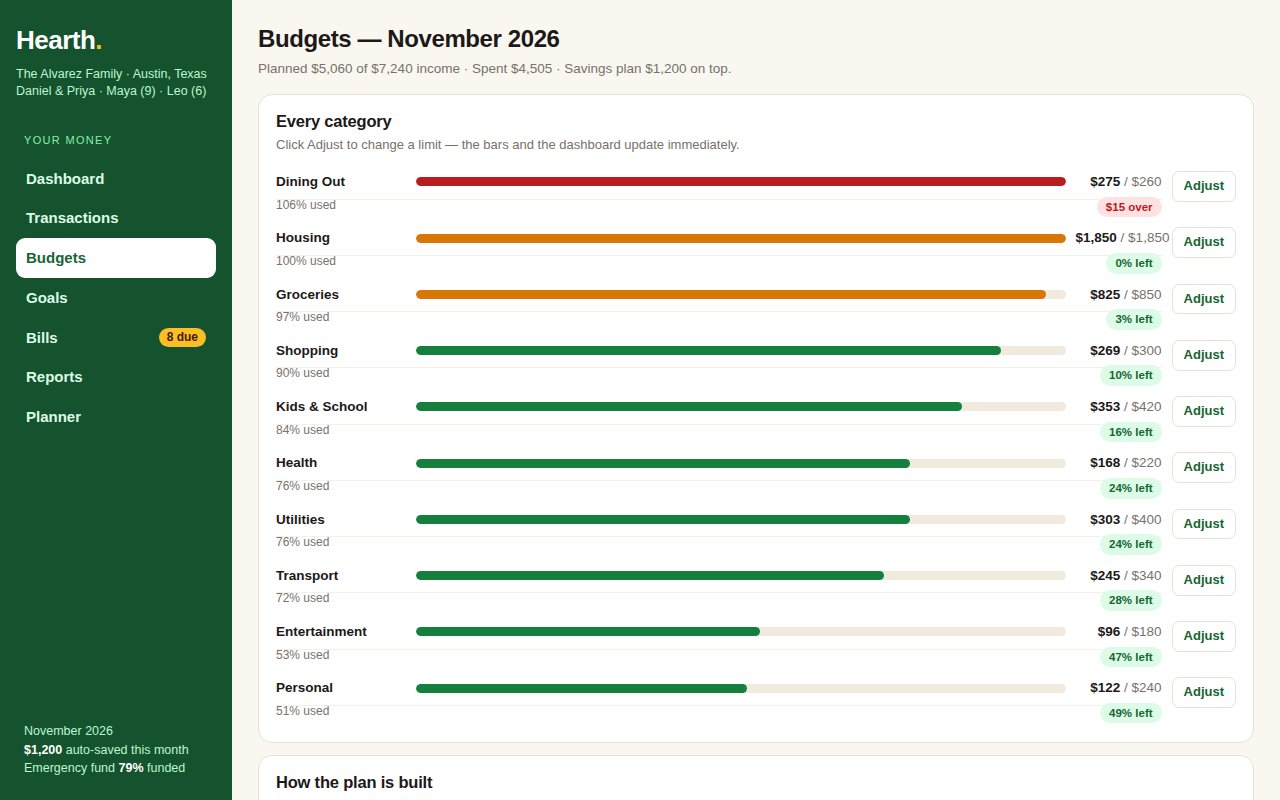 Hearth.
The Alvarez Family · Austin, Texas
Daniel & Priya · Maya (9) · Leo (6)
YOUR MONEY
Dashboard
Transactions
Budgets
Goals
Bills 8 due
Reports
Planner
November 2026
$1,200 auto-saved this month
Emergency fund 79% funded
Budgets — November 2026
Planned $5,060 of $7,240 income · Spent $4,505 · Savings plan $1,200 on top.
Every category
Click Adjust to change a limit — the bars and the dashboard update immediately.
Dining Out $275 / $260 Adjust
106% used $15 over
Housing $1,850 / $1,850 Adjust
100% used 0% left
Groceries $825 / $850 Adjust
97% used 3% left
Shopping $269 / $300 Adjust
90% used 10% left
Kids & School $353 / $420 Adjust
84% used 16% left
Health $168 / $220 Adjust
76% used 24% left
Utilities $303 / $400 Adjust
76% used 24% left
Transport $245 / $340 Adjust
72% used 28% left
Entertainment $96 / $180 Adjust
53% used 47% left
Personal $122 / $240 Adjust
51% used 49% left
How the plan is built